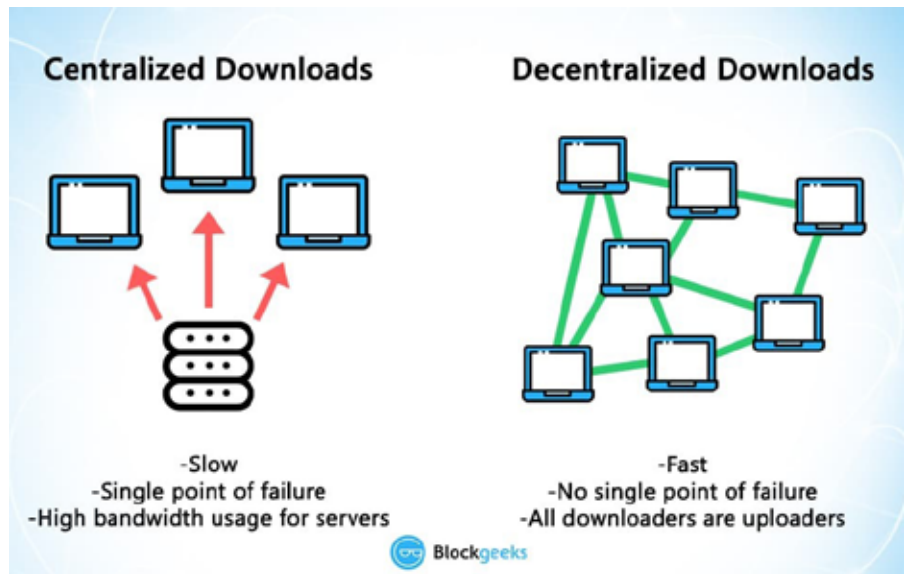 Centralized Downloads
Decentralized Downloads
-Slow
-Single point of failure
-High bandwidth usage for servers
-Fast
-No single point of failure
-All downloaders are uploaders
Blockgeeks